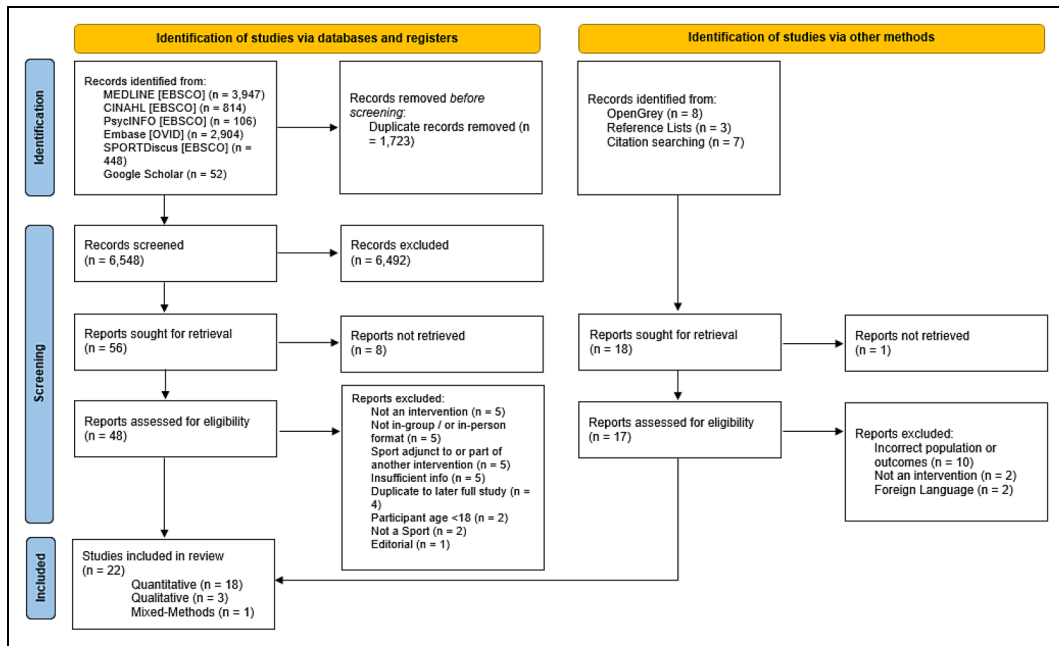 Identification of studies via databases and registers
Identification of studies via other methods
Identification
Records identified from:
MEDLINE [EBSCO] (n = 3,947)
CINAHL [EBSCO] (n = 814)
PsycINFO [EBSCO] (n = 106)
Embase [OVID] (n = 2,904)
SPORTDiscus [EBSCO] (n =
448)
Google Scholar (n = 52)
Records removed before
screening:
Duplicate records removed (n
= 1,723)
Records identified from:
OpenGrey (n = 8)
Reference Lists (n = 3)
Citation searching (n = 7)
Screening
Records screened
(n = 6,548)
Records excluded
(n = 6,492)
Reports sought for retrieval
(n = 56)
Reports not retrieved
(n = 8)
Reports sought for retrieval
(n = 18)
Reports not retrieved
(n = 1)
Reports assessed for eligibility
(n = 48)
Reports excluded:
Not an intervention (n = 5)
Not in-group / or in-person
format (n = 5)
Sport adjunct to or part of
another intervention (n = 5)
Insufficient info (n = 5)
Duplicate to later full study (n =
4)
Participant age <18 (n = 2)
Not a Sport (n = 2)
Editorial (n = 1)
Reports assessed for eligibility
(n = 17)
Reports excluded:
Incorrect population or
outcomes (n = 10)
Not an intervention (n = 2)
Foreign Language (n = 2)
Included
Studies included in review
(n = 22)
Quantitative (n = 18)
Qualitative (n = 3)
Mixed-Methods (n = 1)